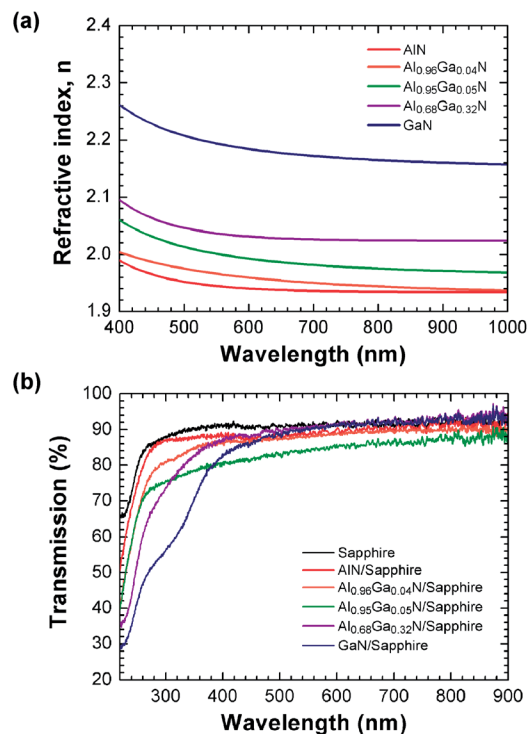 (a)
2.4
2.3
2.2
2.1
2.0
1.9
Refractive index, n
AlN
Al0.96Ga0.04N
Al0.95Ga0.05N
Al0.68Ga0.32N
GaN
400 500 600 700 800 900 1000
Wavelength (nm)
(b)
100
90
80
70
60
50
40
30
20
Transmission (%)
Sapphire
AlN/Sapphire
Al0.96Ga0.04N/Sapphire
Al0.95Ga0.05N/Sapphire
Al0.68Ga0.32N/Sapphire
GaN/Sapphire
300 400 500 600 700 800 900
Wavelength (nm)